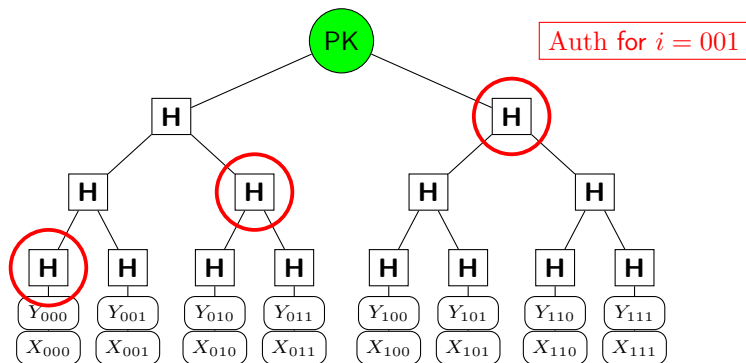 PK
Auth for i = 001
H H
H H H H
H H H H H H H H
Y000 Y001 Y010 Y011 Y100 Y101 Y110 Y111
X000 X001 X010 X011 X100 X101 X110 X111